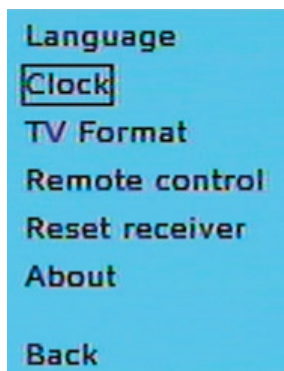 Language
Clock
TV Format
Remote control
Reset receiver
About
Back